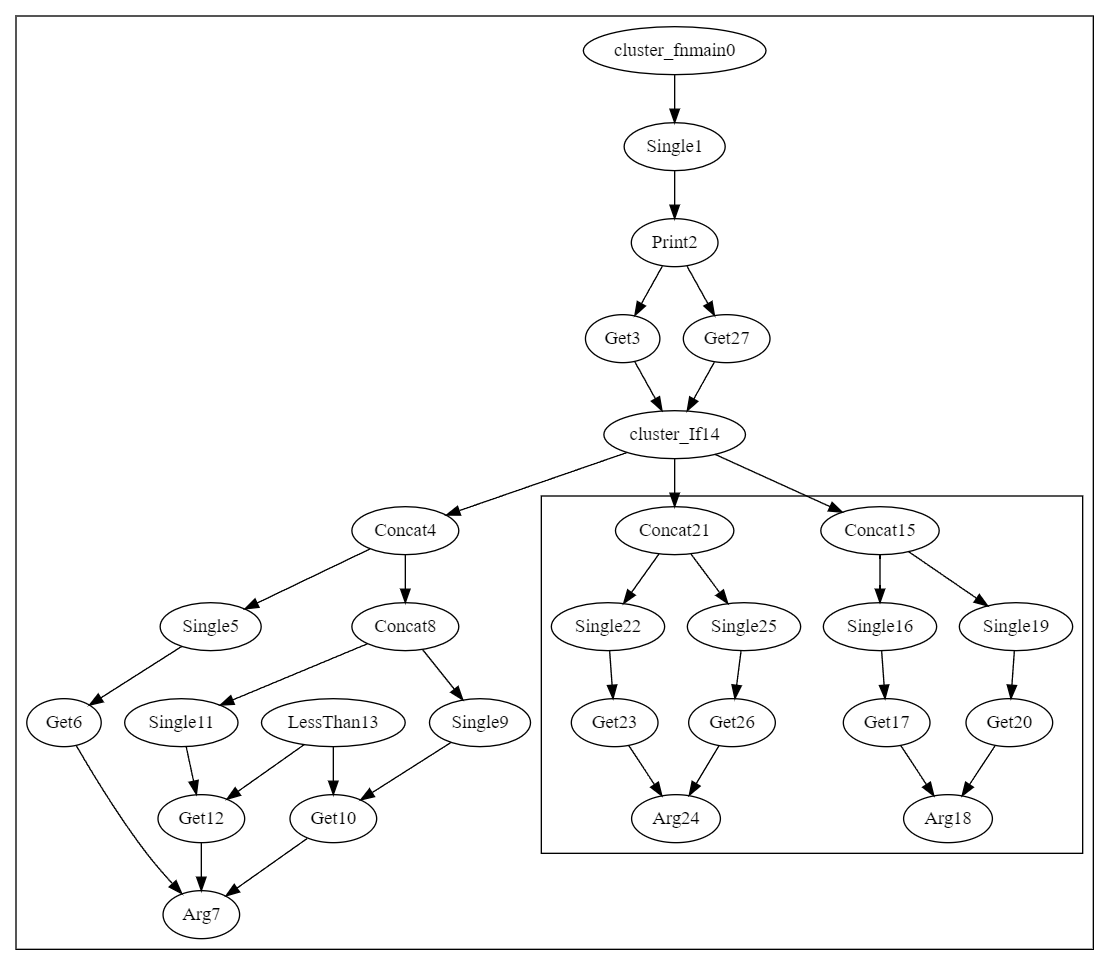 cluster_fnmain0
Single1
Print2
Get3
Get27
cluster_If14
Concat4
Concat21
Concat15
Single5
Concat8
Single22
Single25
Single16
Single19
Get6
Single11
LessThan13
Single9
Get23
Get26
Get17
Get20
Get12
Get10
Arg24
Arg18
Arg7